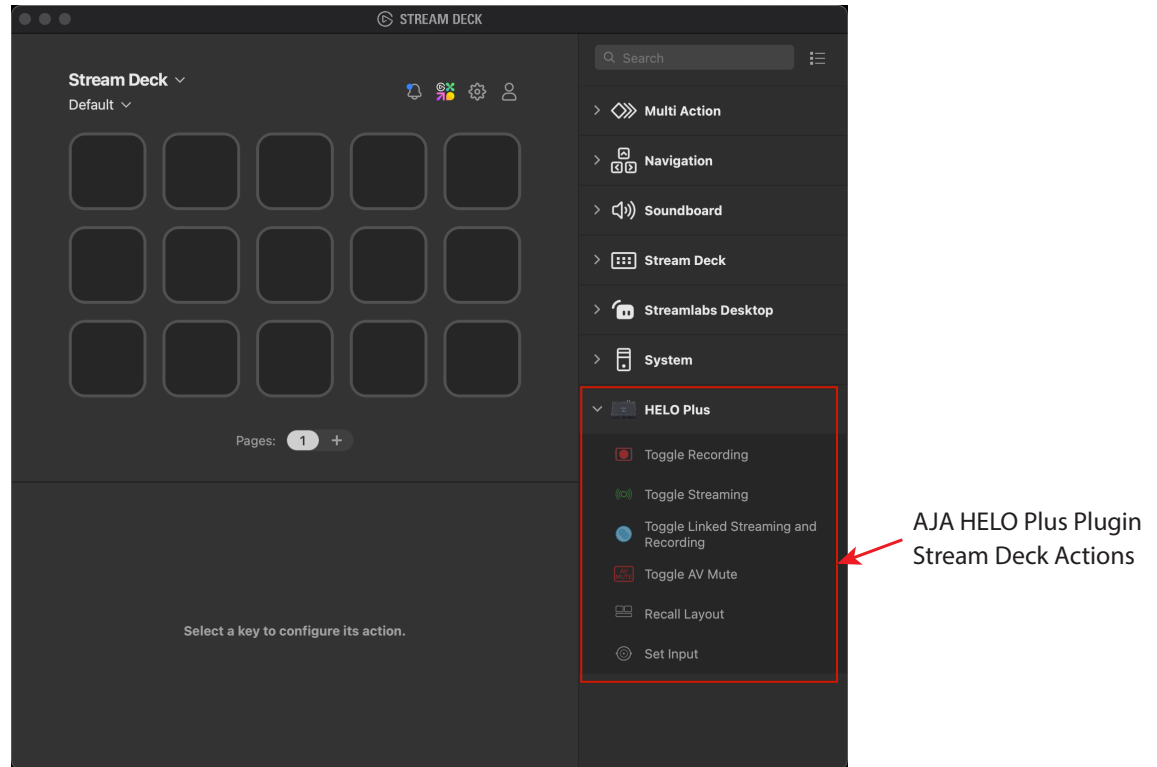 STREAM DECK
Stream Deck
Default
Pages: 1 +
Select a key to configure its action.
Search
Multi Action
Navigation
Soundboard
Stream Deck
Streamlabs Desktop
System
HELO Plus
Toggle Recording
Toggle Streaming
Toggle Linked Streaming and
Recording
AV
MUTE
Toggle AV Mute
Recall Layout
Set Input
AJA HELO Plus Plugin
Stream Deck Actions